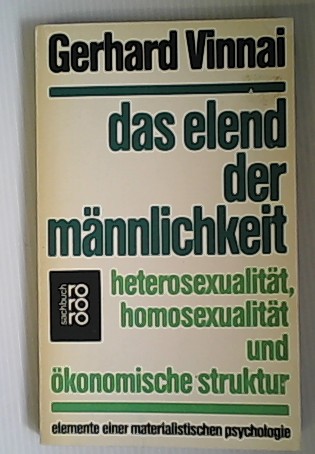 Gerhard Vinnai
das elend
der
männlichkeit
sachbuch
rororo
heterosexualität,
homosexualität
und
ökonomische struktur
elemente einer materialistischen psychologie